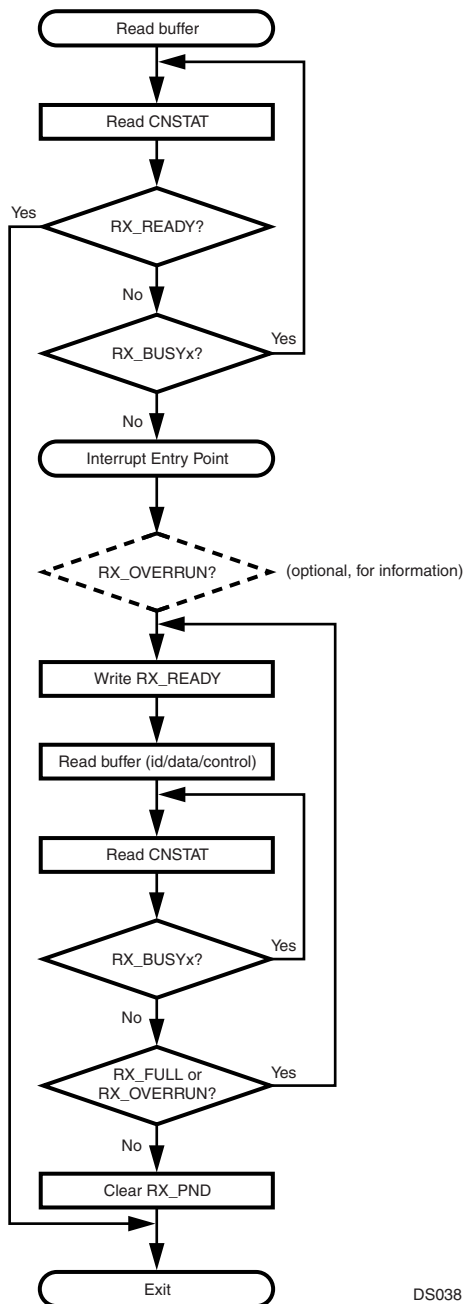 Read buffer
Read CNSTAT
Yes
RX_READY?
No
Yes
RX_BUSYx?
No
Interrupt Entry Point
RX_OVERRUN?
(optional, for information)
Write RX_READY
Read buffer (id/data/control)
Read CNSTAT
Yes
RX_BUSYx?
No
Yes
RX_FULL or
RX_OVERRUN?
No
Clear RX_PND
Exit
DS038